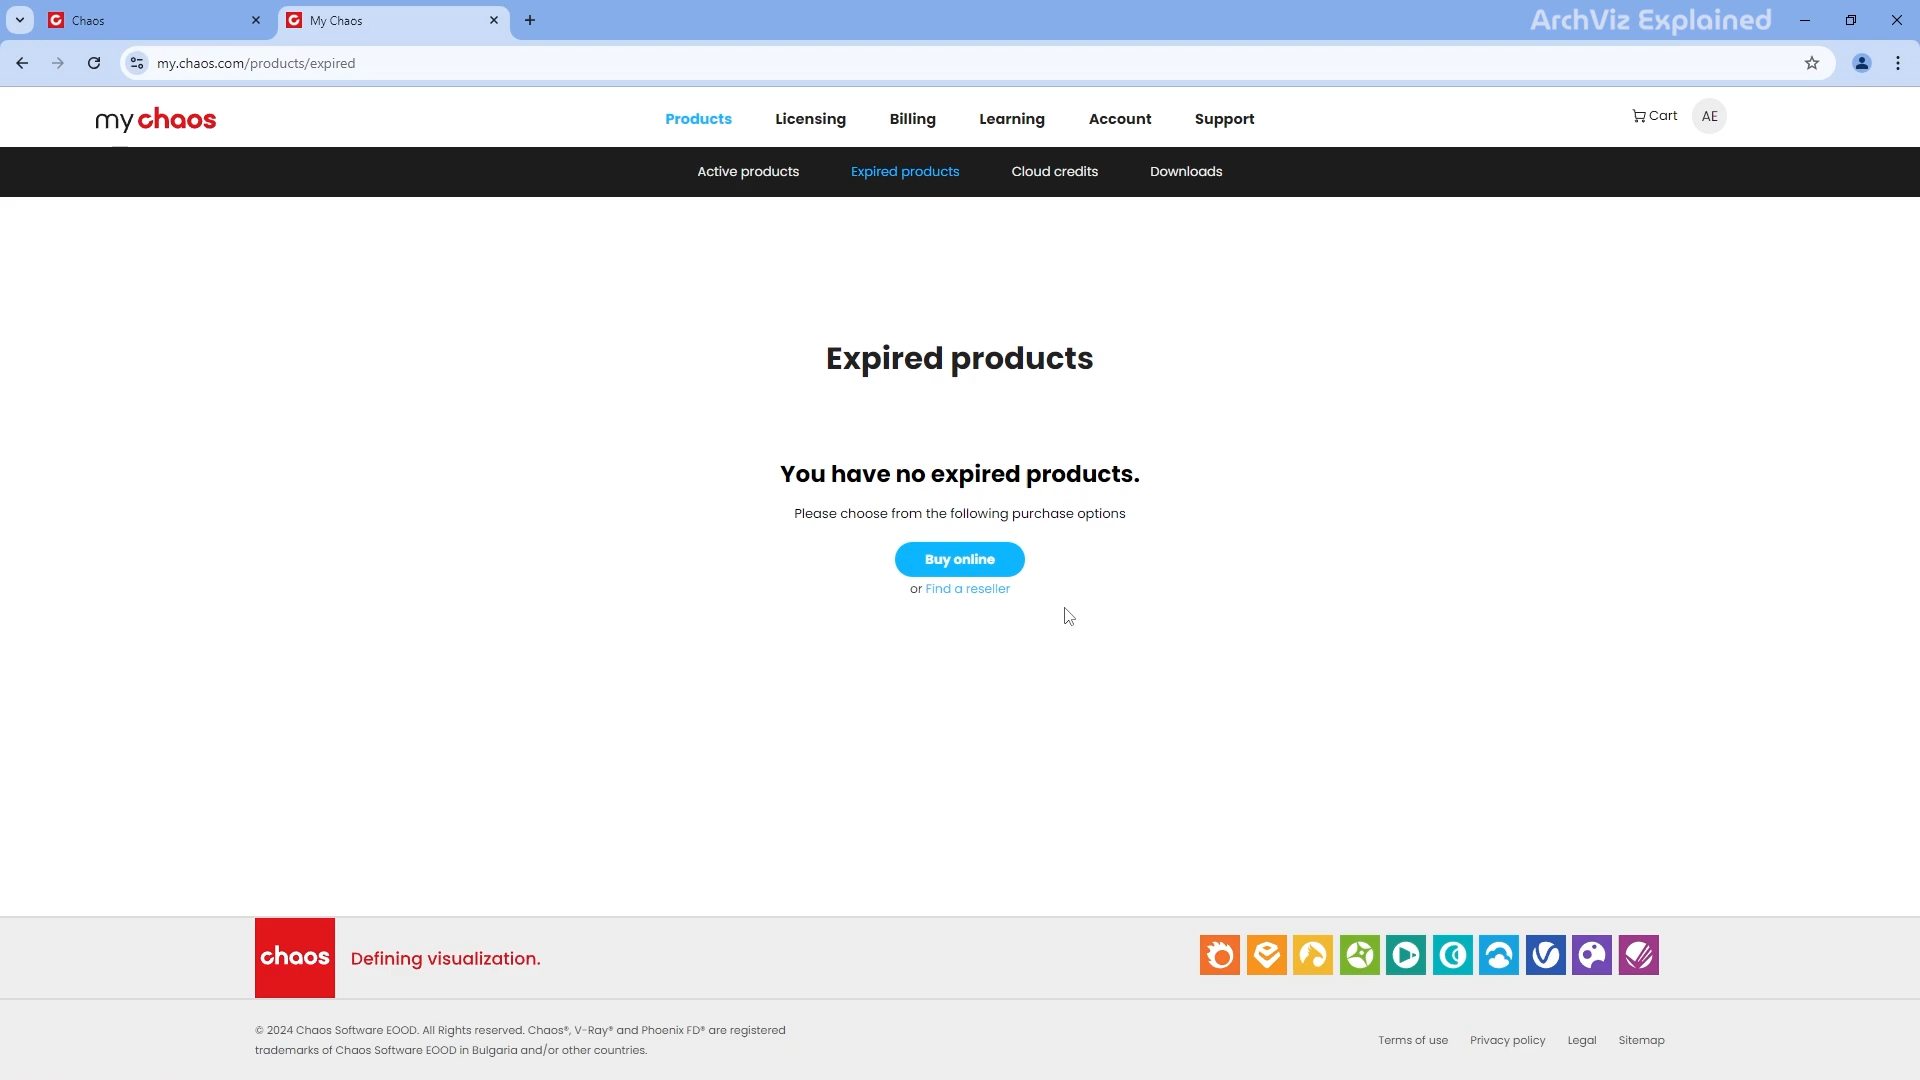 Chaos
My Chaos
ArchViz Explained
my.chaos.com/products/expired
my chaos
Products
Licensing
Billing
Learning
Account
Support
Cart
AE
Active products
Expired products
Cloud credits
Downloads
Expired products
You have no expired products.
Please choose from the following purchase options
Buy online
or Find a reseller
chaos
Defining visualization.
© 2024 Chaos Software EOOD. All Rights reserved. Chaos®, V-Ray® and Phoenix FD® are registered
trademarks of Chaos Software EOOD in Bulgaria and/or other countries.
Terms of use
Privacy policy
Legal
Sitemap